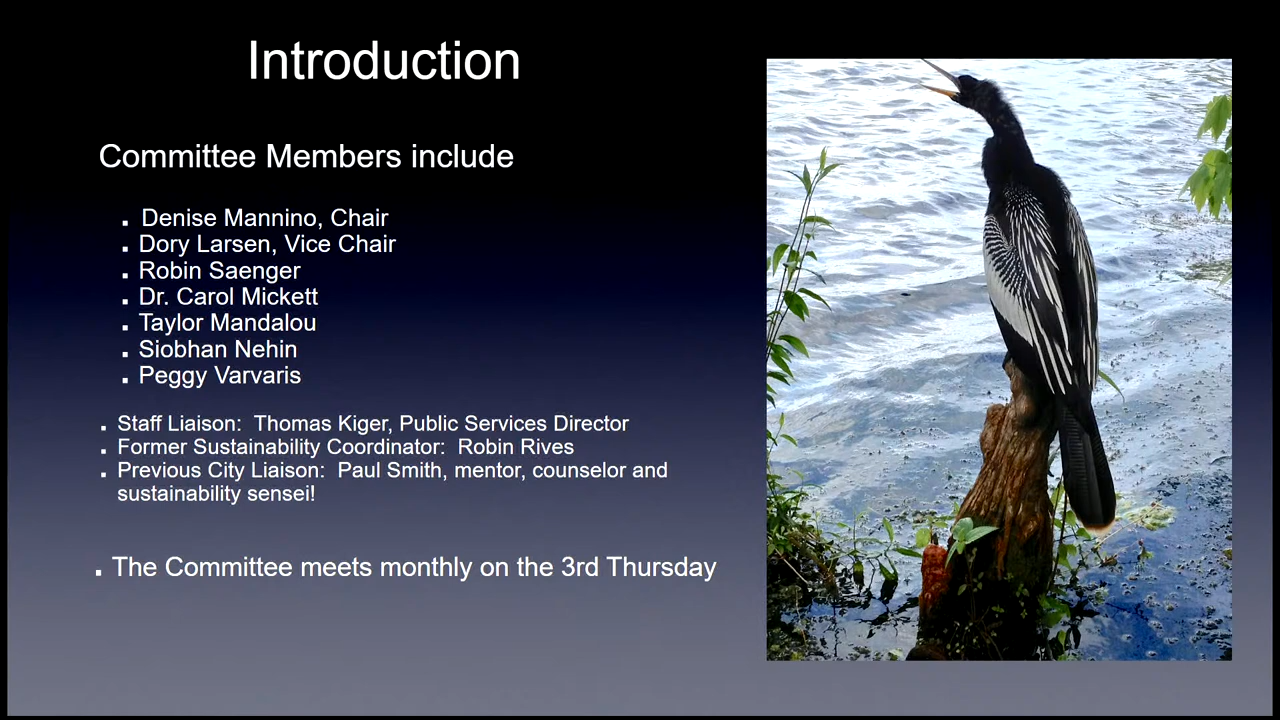 Introduction
Committee Members include
Denise Mannino, Chair
Dory Larsen, Vice Chair
Robin Saenger
Dr. Carol Mickett
Taylor Mandalou
Siobhan Nehin
Peggy Varvaris
Staff Liaison:  Thomas Kiger, Public Services Director
Former Sustainability Coordinator:  Robin Rives
Previous City Liaison:  Paul Smith, mentor, counselor and
sustainability sensei!
The Committee meets monthly on the 3rd Thursday